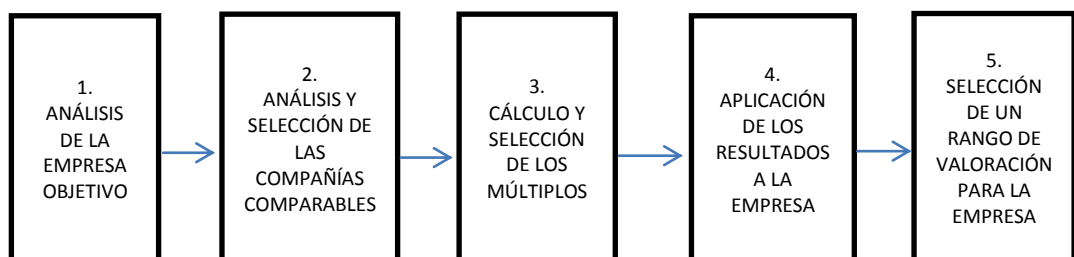 1.
ANÁLISIS
DE LA
EMPRESA
OBJETIVO
2.
ANÁLISIS Y
SELECCIÓN DE
LAS
COMPAÑÍAS
COMPARABLES
3.
CÁLCULO Y
SELECCIÓN
DE LOS
MÚLTIPLOS
4.
APLICACIÓN
DE LOS
RESULTADOS
A LA
EMPRESA
5.
SELECCIÓN
DE UN
RANGO DE
VALORACIÓN
PARA LA
EMPRESA